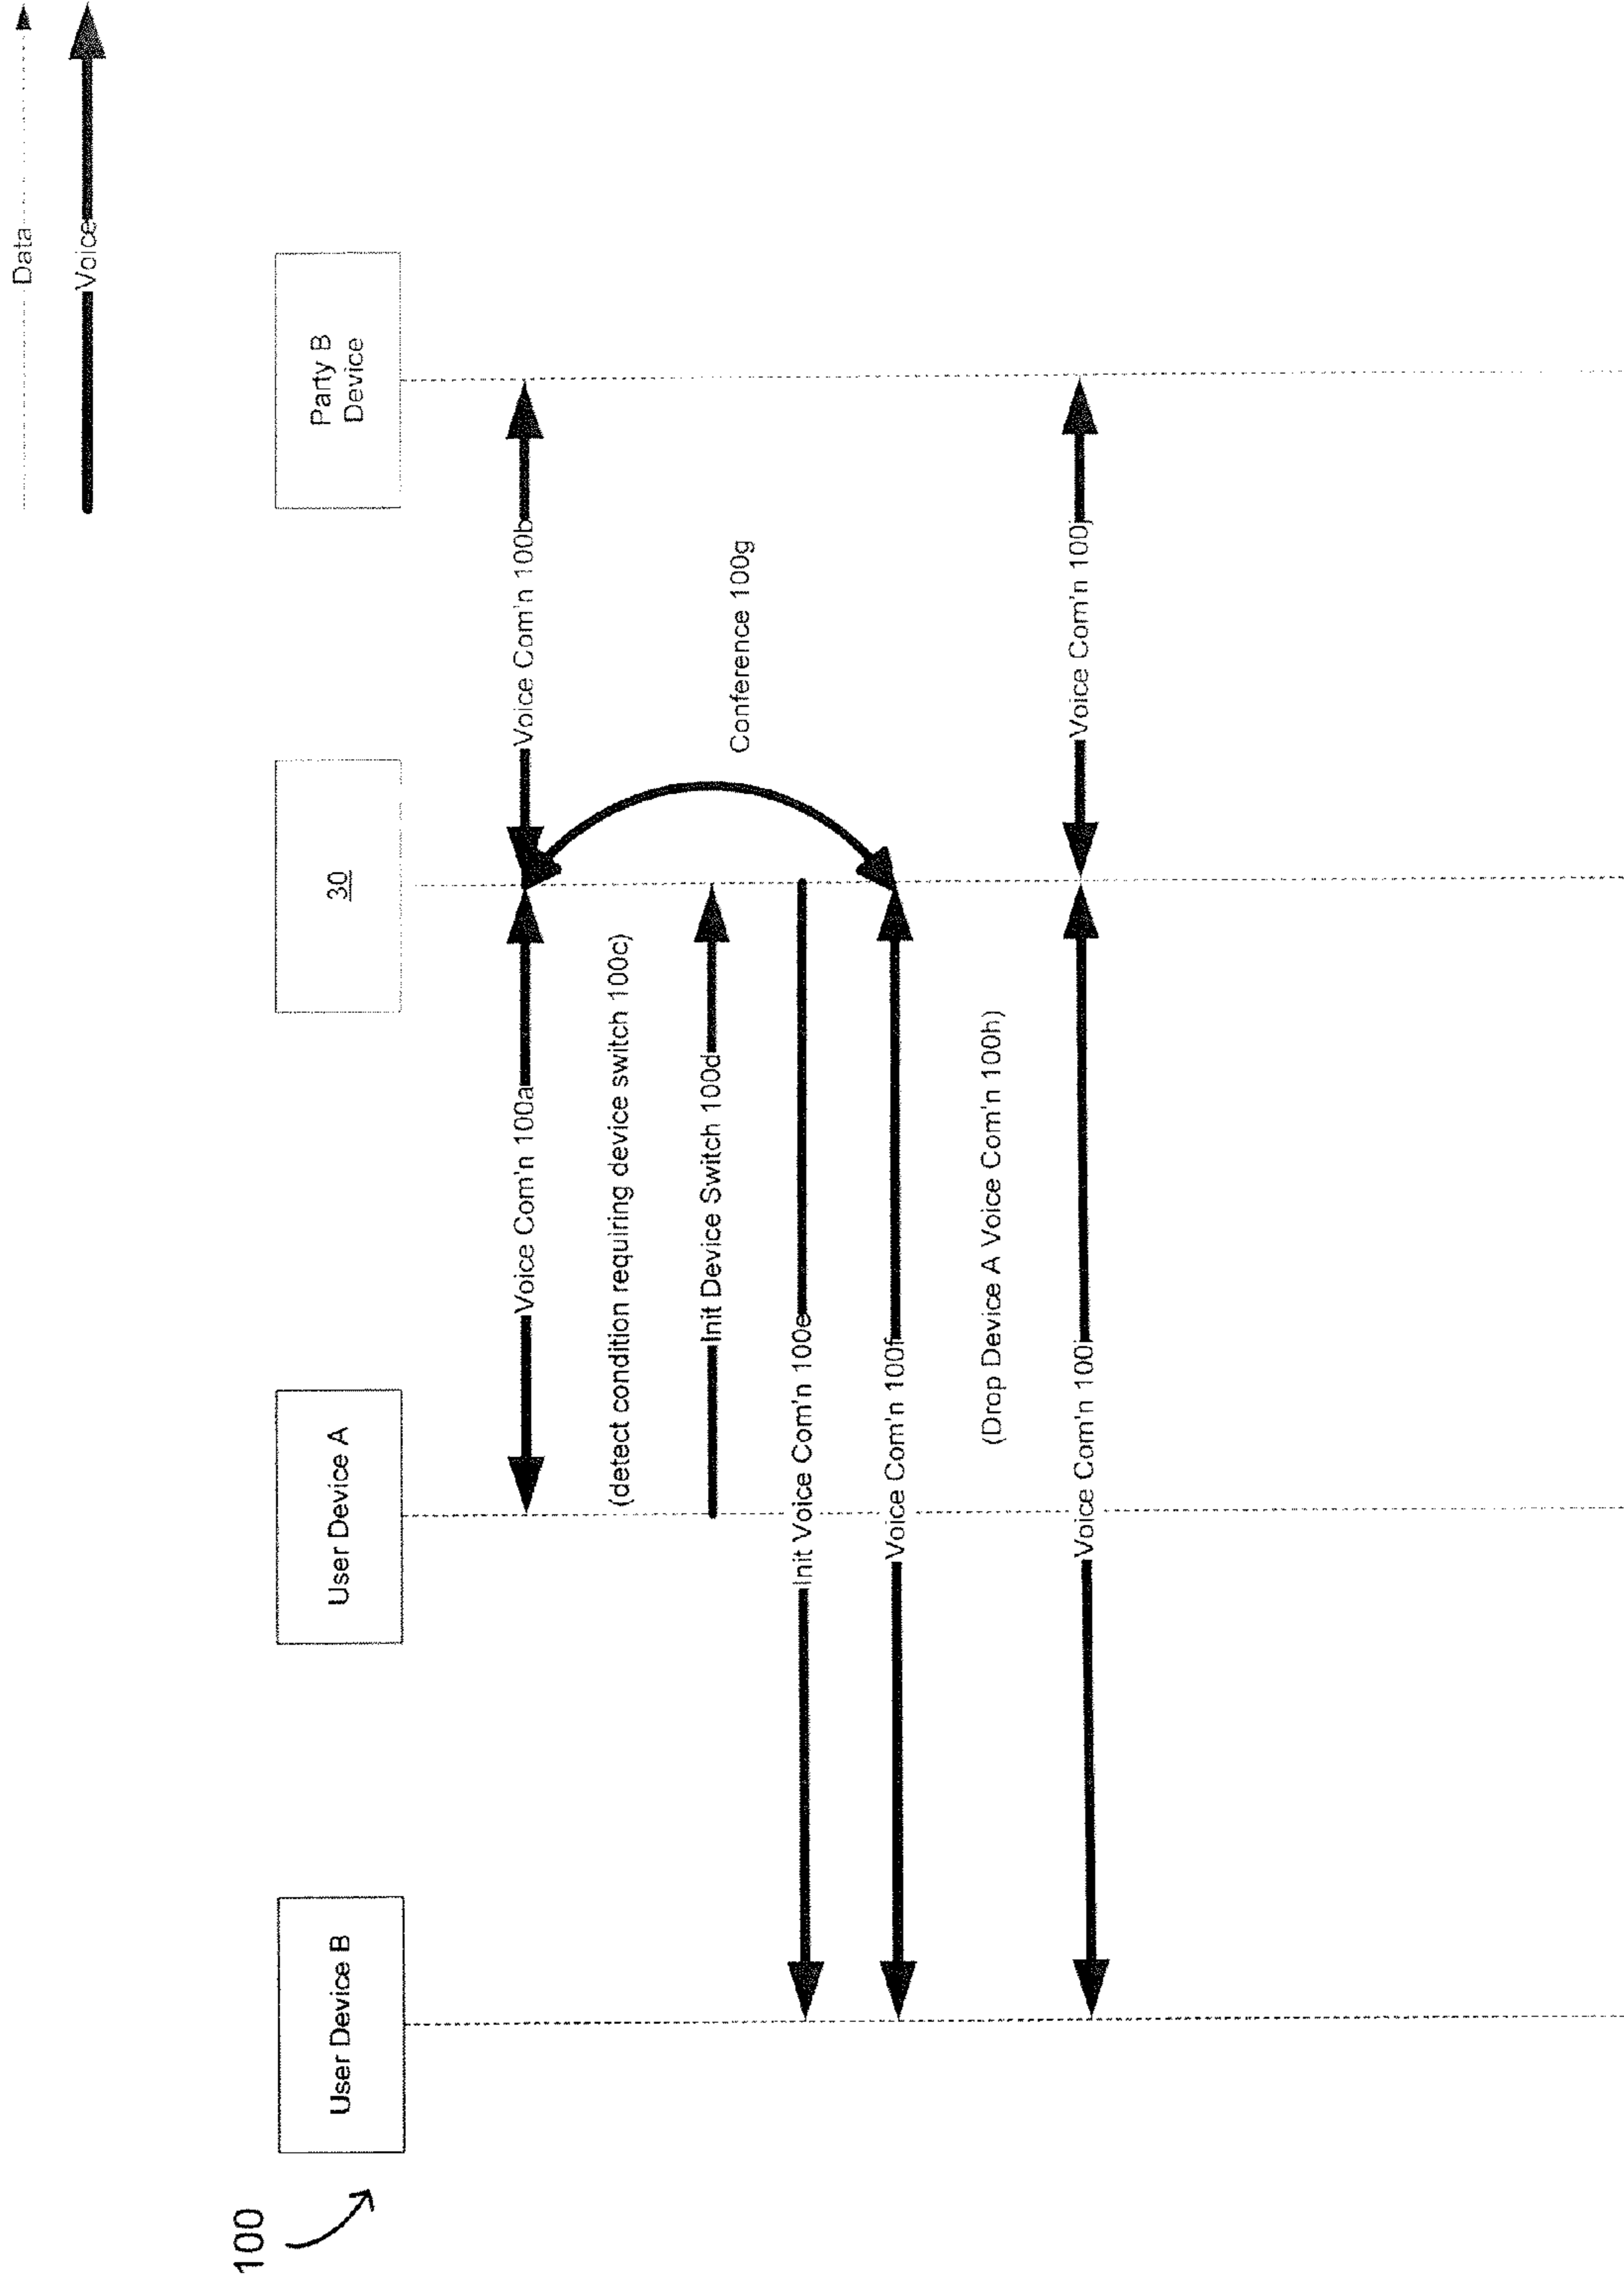 Data
Voice
100
User Device B
User Device A
30
Party B
Device
Voice Com'n 100a
Voice Com'n 100b
(detect condition requiring device switch 100c)
Init Device Switch 100d
Conference 100g
Init Voice Com'n 100e
Voice Com'n 100f
(Drop Device A Voice Com'n 100h)
Voice Com'n 100i
Voice Com'n 100j